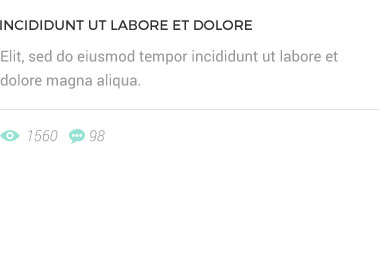 INCIDIDUNT UT LABORE ET DOLORE
Elit, sed do eiusmod tempor incididunt ut labore et
dolore magna aliqua.
1560 98